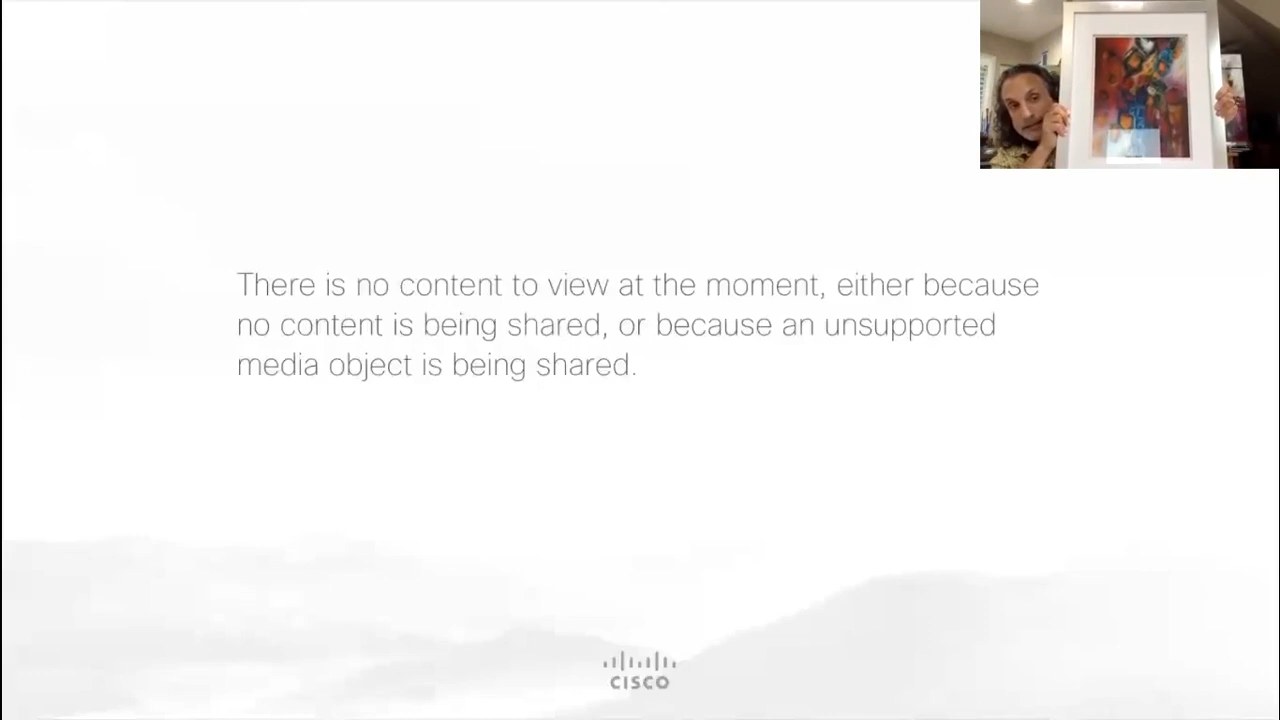 There is no content to view at the moment, either because
no content is being shared, or because an unsupported
media object is being shared.
CISCO